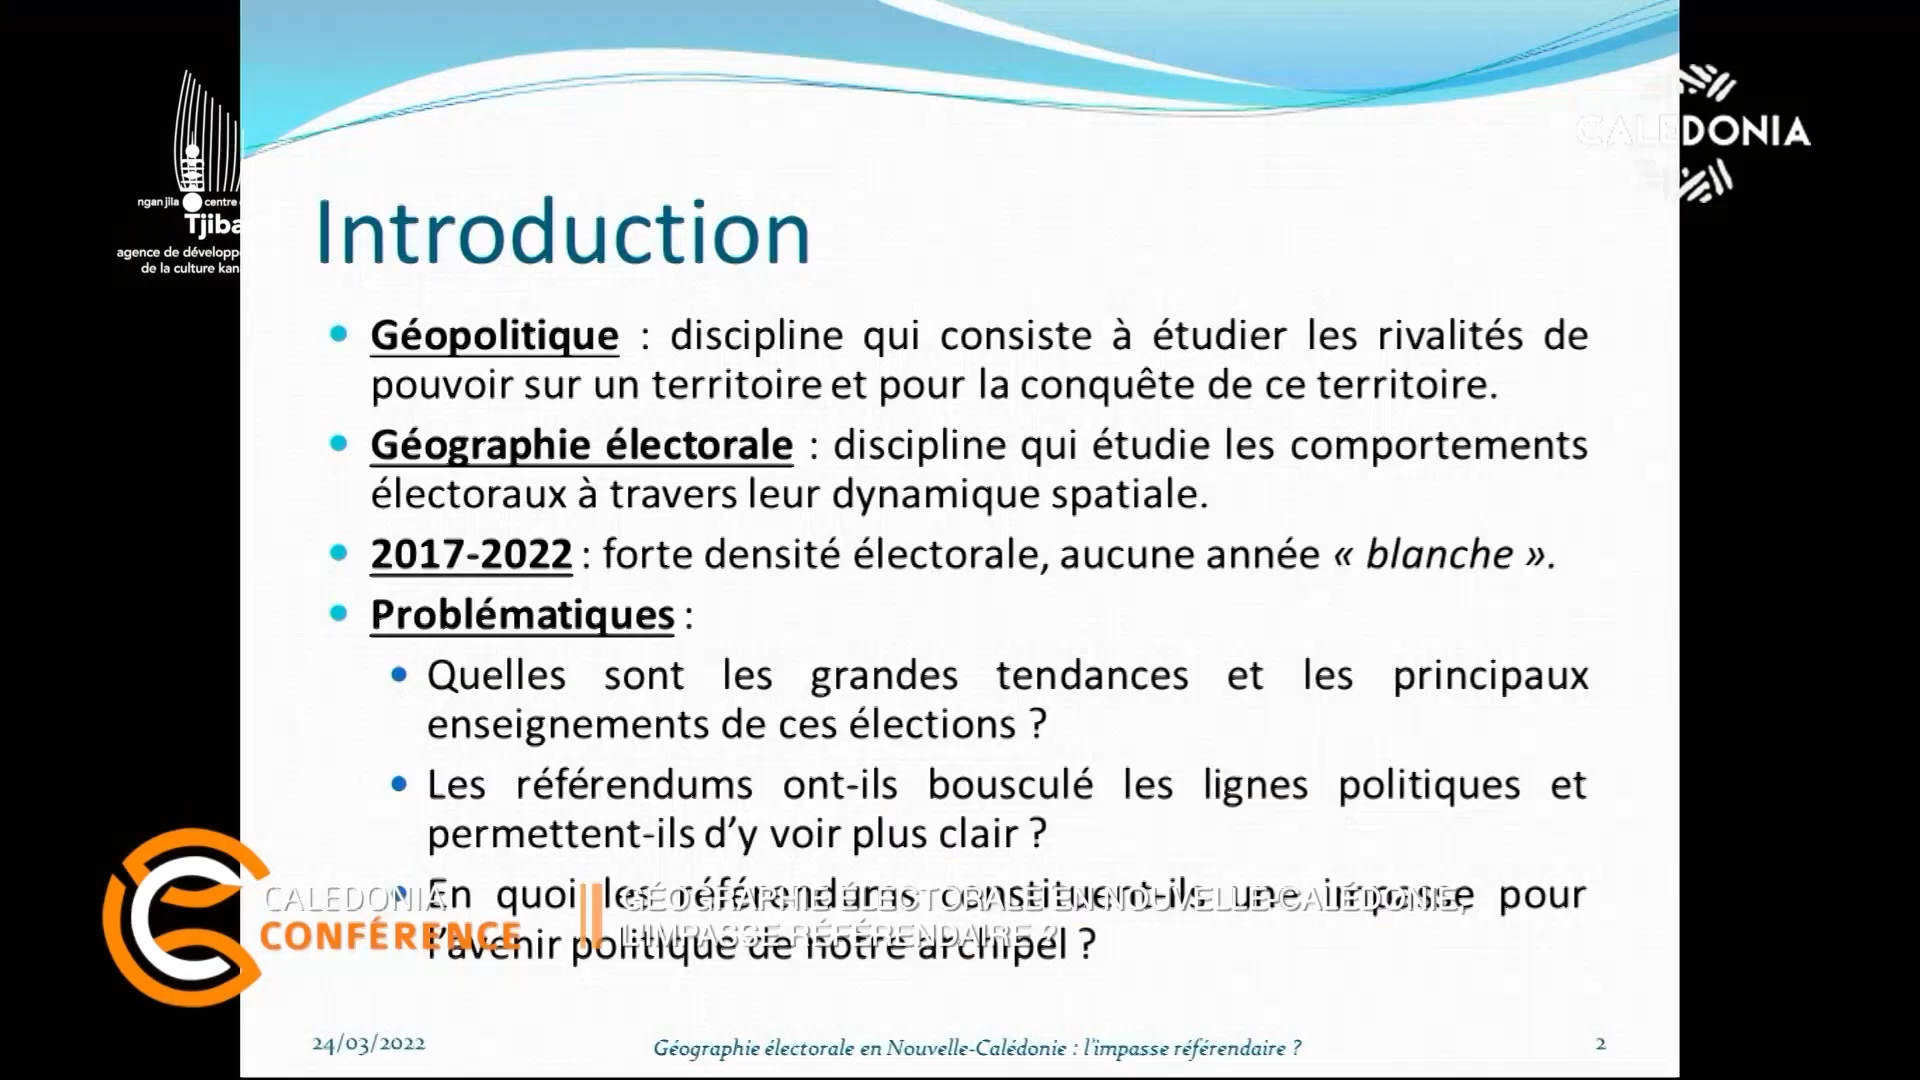 CALEDONIA
ngan jila centre
Tjiba
agence de développ
de la culture kan
Introduction
Géopolitique : discipline qui consiste à étudier les rivalités de
pouvoir sur un territoire et pour la conquête de ce territoire.
Géographie électorale : discipline qui étudie les comportements
électoraux à travers leur dynamique spatiale.
2017-2022 : forte densité électorale, aucune année « blanche ».
Problématiques :
Quelles sont les grandes tendances et les principaux
enseignements de ces élections ?
Les référendums ont-ils bousculé les lignes politiques et
permettent-ils d'y voir plus clair ?
En quoi les référendums constituent-ils une impasse pour
l'avenir politique de notre archipel ?
CALEDONIA
CONFÉRENCE
GÉOGRAPHIE ÉLECTORALE EN NOUVELLE-CALÉDONIE,
L'IMPASSE RÉFÉRENDAIRE ?
24/03/2022
Géographie électorale en Nouvelle-Calédonie : l'impasse référendaire ?
2